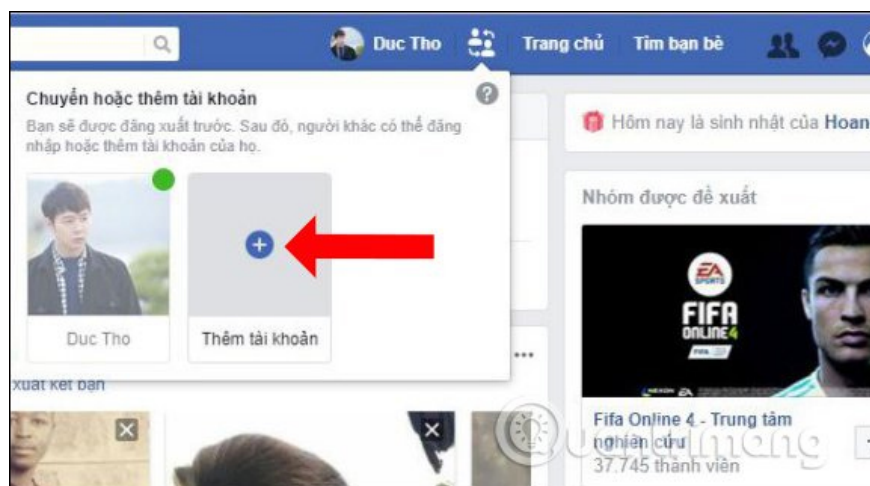 Duc Tho
Trang chủ
Tìm bạn bè
Chuyển hoặc thêm tài khoản
Bạn sẽ được đăng xuất trước. Sau đó, người khác có thể đăng
nhập hoặc thêm tài khoản của họ.
Duc Tho
Thêm tài khoản
xuất kết bạn
Hôm nay là sinh nhật của Hoan
Nhóm được đề xuất
EA
SPORTS
FIFA
ONLINE 4
NEXON EA
Fifa Online 4 - Trung tâm
nghiên cứu
37.745 thành viên
Quantrimang